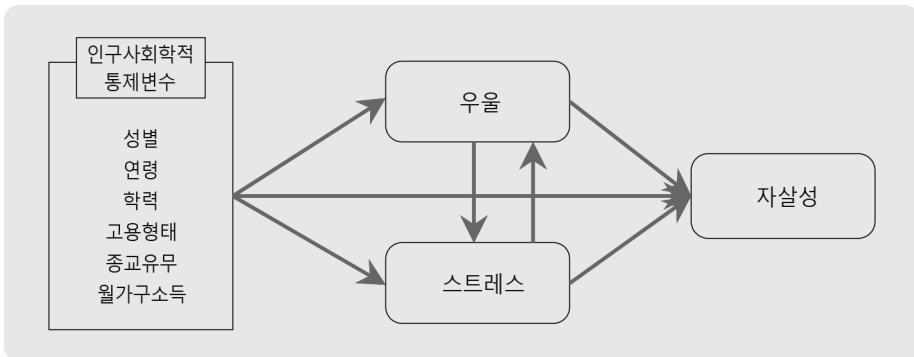 인구사회학적
통제변수
성별
연령
학력
고용형태
종교유무
월가구소득
우울
스트레스
자살성